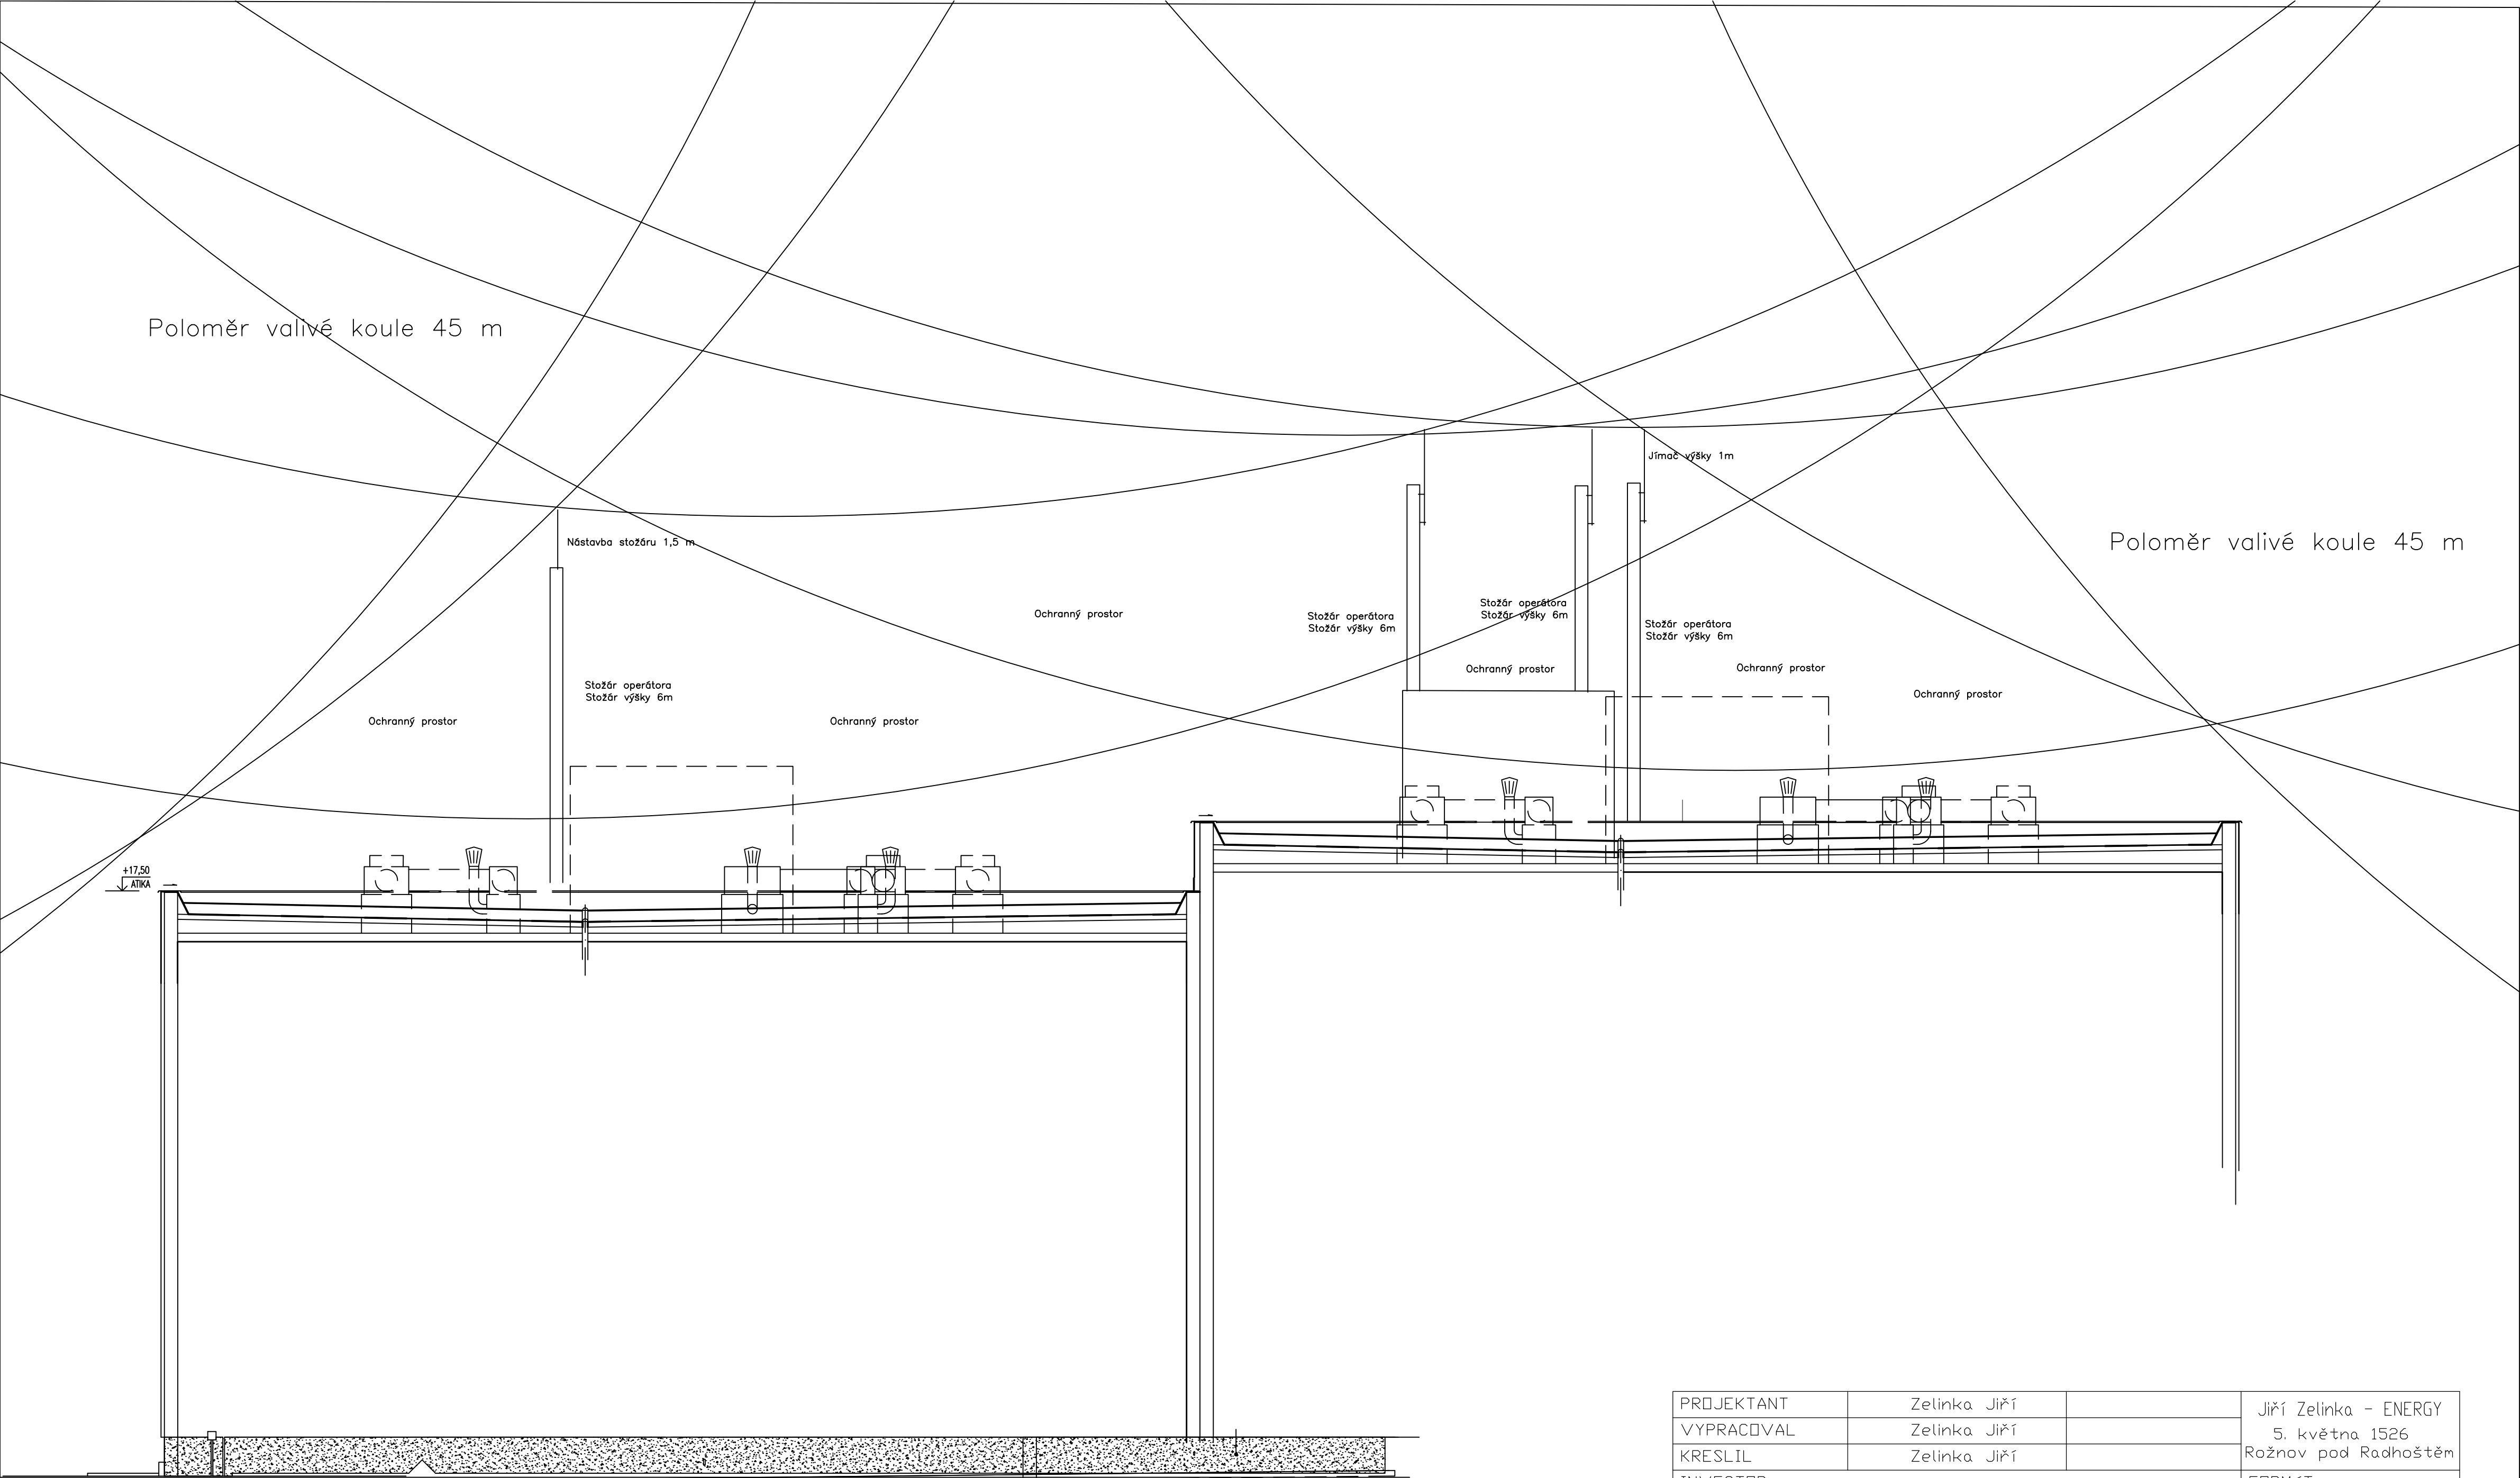 Poloměr valivé koule 45 m
Jímač výšky 1m
Poloměr valivé koule 45 m
Nástavba stožáru 1,5 m
Ochranný prostor
Stožár operátora
Stožár výšky 6m
Stožár operátora
Stožár výšky 6m
Stožár operátora
Stožár výšky 6m
Ochranný prostor
Ochranný prostor
Stožár operátora
Stožár výšky 6m
Ochranný prostor
Ochranný prostor
Ochranný prostor
+17,50
ATIKA
PROJEKTANT Zelinka Jiří
VYPRACOVAL Zelinka Jiří
KRESLIL Zelinka Jiří
Jiří Zelinka - ENERGY
5. května 1526
Rožnov pod Radhoštěm